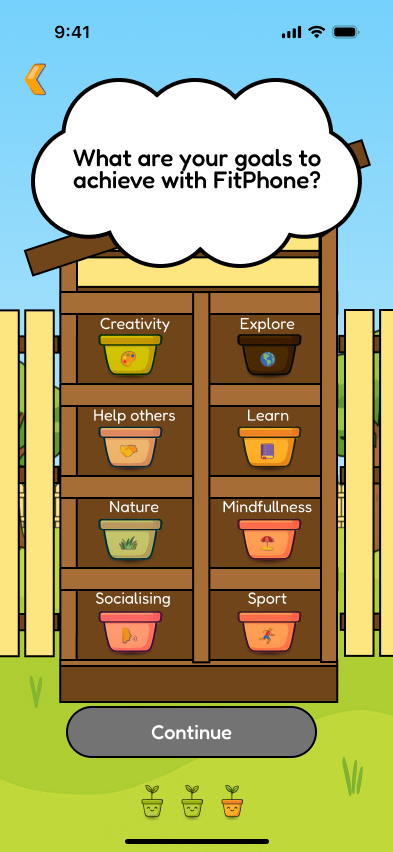 9:41
What are your goals to
achieve with FitPhone?
Creativity
Explore
Help others
Learn
Nature
Mindfullness
Socialising
Sport
Continue